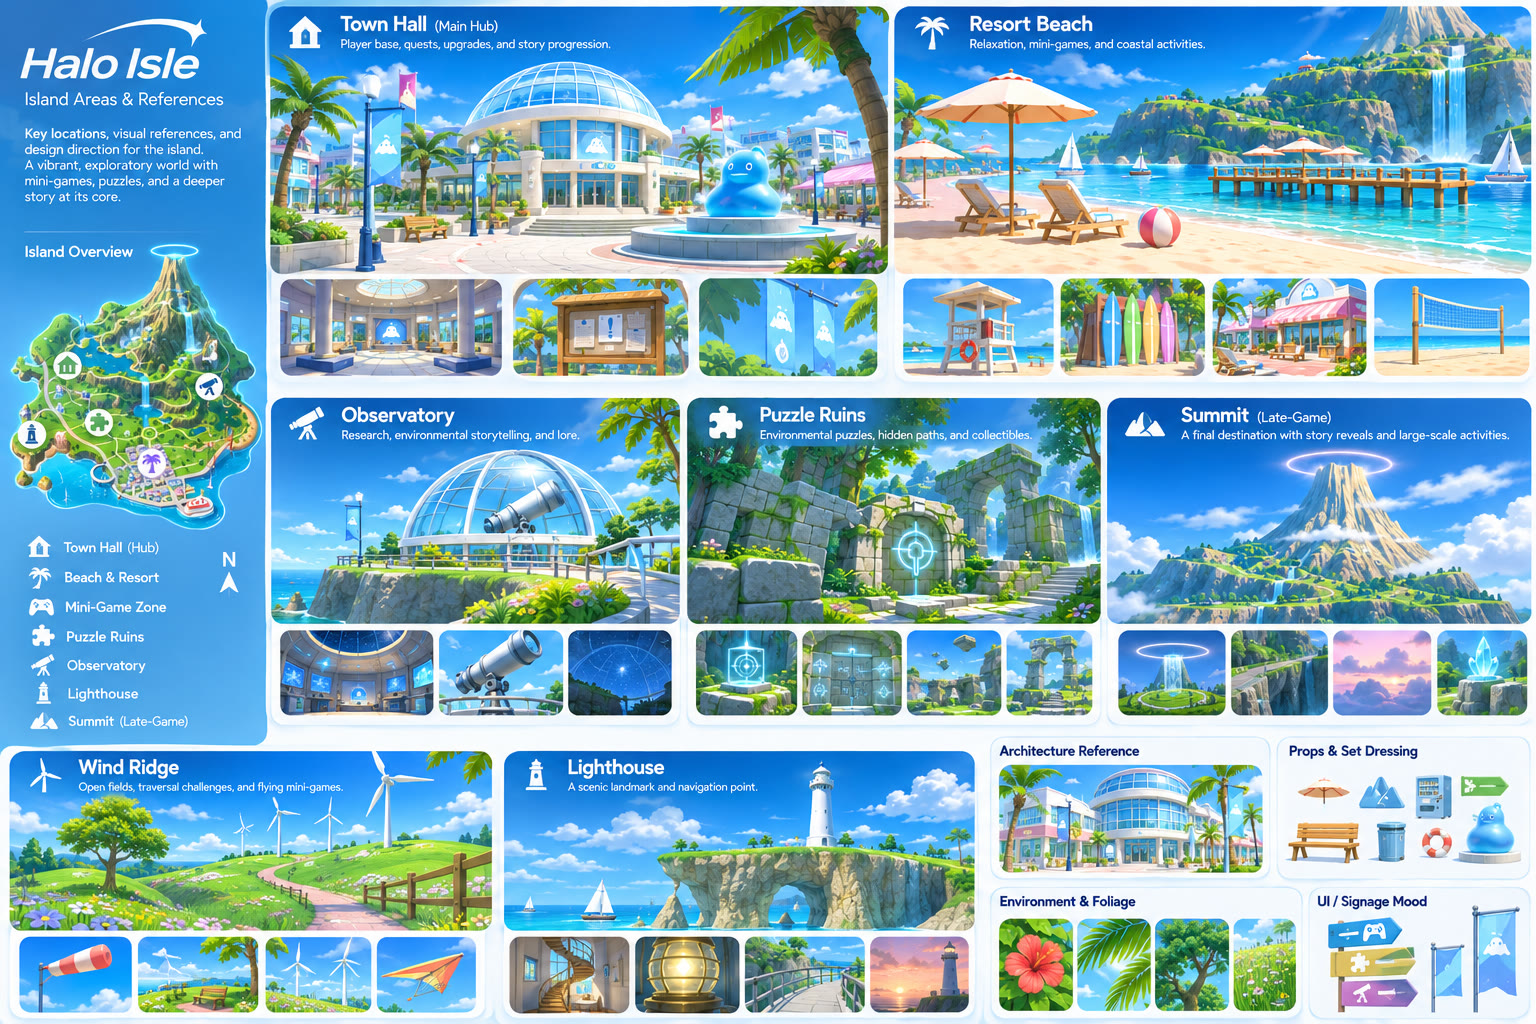 Halo Isle
Island Areas & References
Key locations, visual references, and
design direction for the island.
A vibrant, exploratory world with
mini-games, puzzles, and a deeper
story at its core.
Island Overview
Town Hall (Hub)
Beach & Resort
Mini-Game Zone
Puzzle Ruins
Observatory
Lighthouse
Summit (Late-Game)
N
Town Hall (Main Hub)
Player base, quests, upgrades, and story progression.
Resort Beach
Relaxation, mini-games, and coastal activities.
Observatory
Research, environmental storytelling, and lore.
Puzzle Ruins
Environmental puzzles, hidden paths, and collectibles.
Summit (Late-Game)
A final destination with story reveals and large-scale activities.
Wind Ridge
Open fields, traversal challenges, and flying mini-games.
Lighthouse
A scenic landmark and navigation point.
Architecture Reference
Props & Set Dressing
Environment & Foliage
UI / Signage Mood